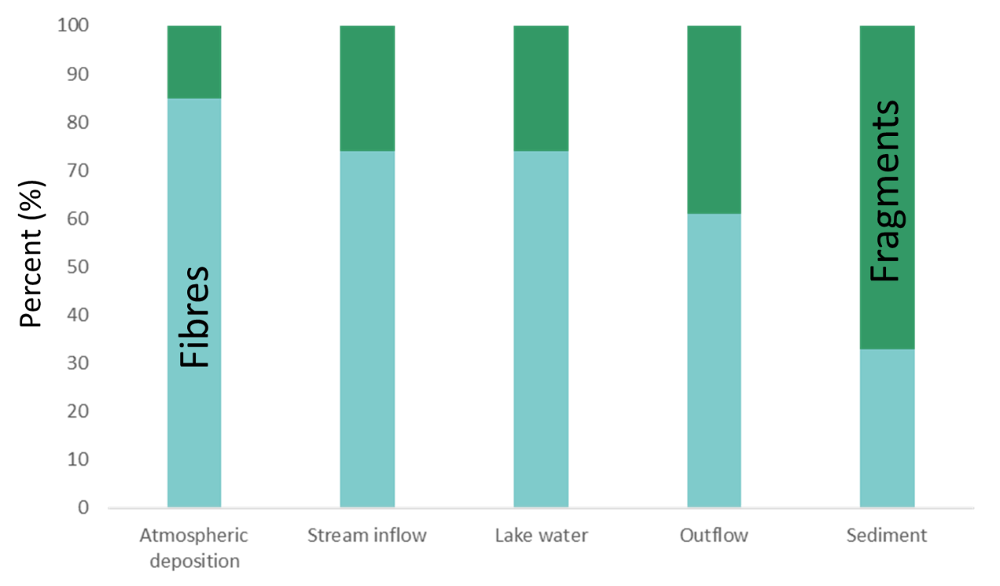 Percent (%)
100
90
80
70
60
50
40
30
20
10
0
Fibres
Fragments
Atmospheric
deposition
Stream inflow
Lake water
Outflow
Sediment